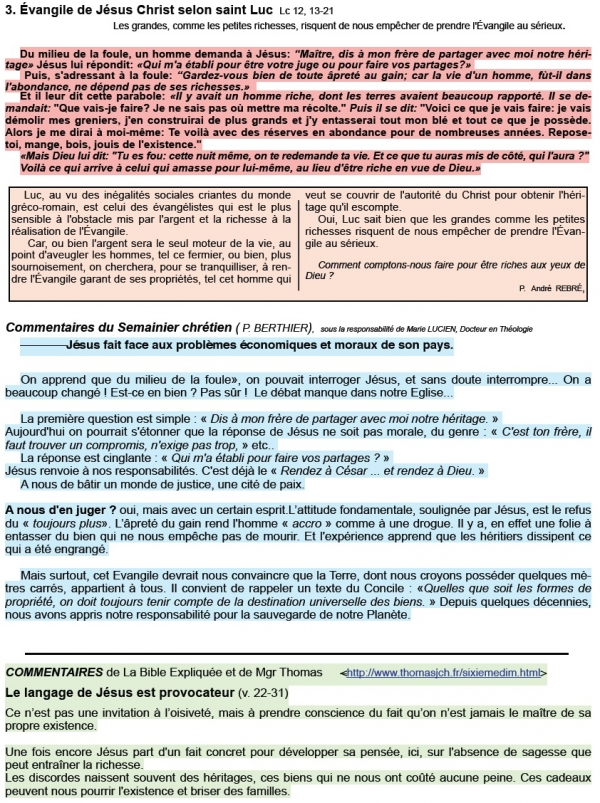 3. Évangile de Jésus Christ selon saint Luc Lc 12, 13-21
Les grandes, comme les petites richesses, risquent de nous empêcher de prendre l'Évangile au sérieux.
Du milieu de la foule, un homme demanda à Jésus: "Maître, dis à mon frère de partager avec moi notre héri-
tage» Jésus lui répondit: «Qui m'a établi pour être votre juge ou pour faire vos partages?»
Puis, s'adressant à la foule: "Gardez-vous bien de toute âpreté au gain; car la vie d'un homme, fùt-il dans
l'abondance, ne dépend pas de ses richesses.»
Et il leur dit cette parabole: «Il y avait un homme riche, dont les terres avaient beaucoup rapporté. Il se de-
mandait: "Que vais-je faire? Je ne sais pas où mettre ma récolte." Puis il se dit: "Voici ce que je vais faire: je vais
démolir mes greniers, j'en construirai de plus grands et j'y entasserai tout mon blé et tout ce que je possède.
Alors je me dirai à moi-même: Te voilà avec des réserves en abondance pour de nombreuses années. Repose-
toi, mange, bois, jouis de l'existence."
«Mais Dieu lui dit: "Tu es fou: cette nuit même, on te redemande ta vie. Et ce que tu auras mis de côté, qui l'aura ?"
Voilà ce qui arrive à celui qui amasse pour lui-même, au lieu d'être riche en vue de Dieu.»
Luc, au vu des inégalités sociales criantes du monde
gréco-romain, est celui des évangélistes qui est le plus
sensible à l'obstacle mis par l'argent et la richesse à la
réalisation de l'Évangile.
Car, ou bien l'argent sera le seul moteur de la vie, au
point d'aveugler les hommes, tel ce fermier, ou bien, plus
sournoisement, on cherchera, pour se tranquilliser, à ren-
dre l'Évangile garant de ses propriétés, tel cet homme qui
veut se couvrir de l'autorité du Christ pour obtenir l'héri-
tage qu'il escompte.
Oui, Luc sait bien que les grandes comme les petites
richesses risquent de nous empêcher de prendre l'Évan-
gile au sérieux.
Comment comptons-nous faire pour être riches aux yeux de
Dieu ?
P. André REBRÉ,
Commentaires du Semainier chrétien ( P. BERTHIER), sous la responsabilité de Marie LUCIEN, Docteur en Théologie
Jésus fait face aux problèmes économiques et moraux de son pays.
On apprend que du milieu de la foule», on pouvait interroger Jésus, et sans doute interrompre... On a
beaucoup changé ! Est-ce en bien ? Pas sûr ! Le débat manque dans notre Eglise...
La première question est simple : « Dis à mon frère de partager avec moi notre héritage. »
Aujourd'hui on pourrait s'étonner que la réponse de Jésus ne soit pas morale, du genre : « C'est ton frère, il
faut trouver un compromis, n'exige pas trop, » etc..
La réponse est cinglante : « Qui m'a établi pour faire vos partages ? »
Jésus renvoie à nos responsabilités. C'est déjà le « Rendez à César ... et rendez à Dieu. »
A nous de bâtir un monde de justice, une cité de paix.
A nous d'en juger ? oui, mais avec un certain esprit.L'attitude fondamentale, soulignée par Jésus, est le refus
du « toujours plus». L'âpreté du gain rend l'homme « accro » comme à une drogue. Il y a, en effet une folie à
entasser du bien qui ne nous empêche pas de mourir. Et l'expérience apprend que les héritiers dissipent ce
qui a été engrangé.
Mais surtout, cet Evangile devrait nous convaincre que la Terre, dont nous croyons posséder quelques mè-
tres carrés, appartient à tous. Il convient de rappeler un texte du Concile : «Quelles que soit les formes de
propriété, on doit toujours tenir compte de la destination universelle des biens. » Depuis quelques décennies,
nous avons appris notre responsabilité pour la sauvegarde de notre Planète.
COMMENTAIRES de La Bible Expliquée et de Mgr Thomas <http://www.thomasjch.fr/sixiemedim.html>
Le langage de Jésus est provocateur (v. 22-31)
Ce n'est pas une invitation à l'oisiveté, mais à prendre conscience du fait qu'on n'est jamais le maître de sa
propre existence.
Une fois encore Jésus part d'un fait concret pour développer sa pensée, ici, sur l'absence de sagesse que
peut entraîner la richesse.
Les discordes naissent souvent des héritages, ces biens qui ne nous ont coûté aucune peine. Ces cadeaux
peuvent nous pourrir l'existence et briser des familles.